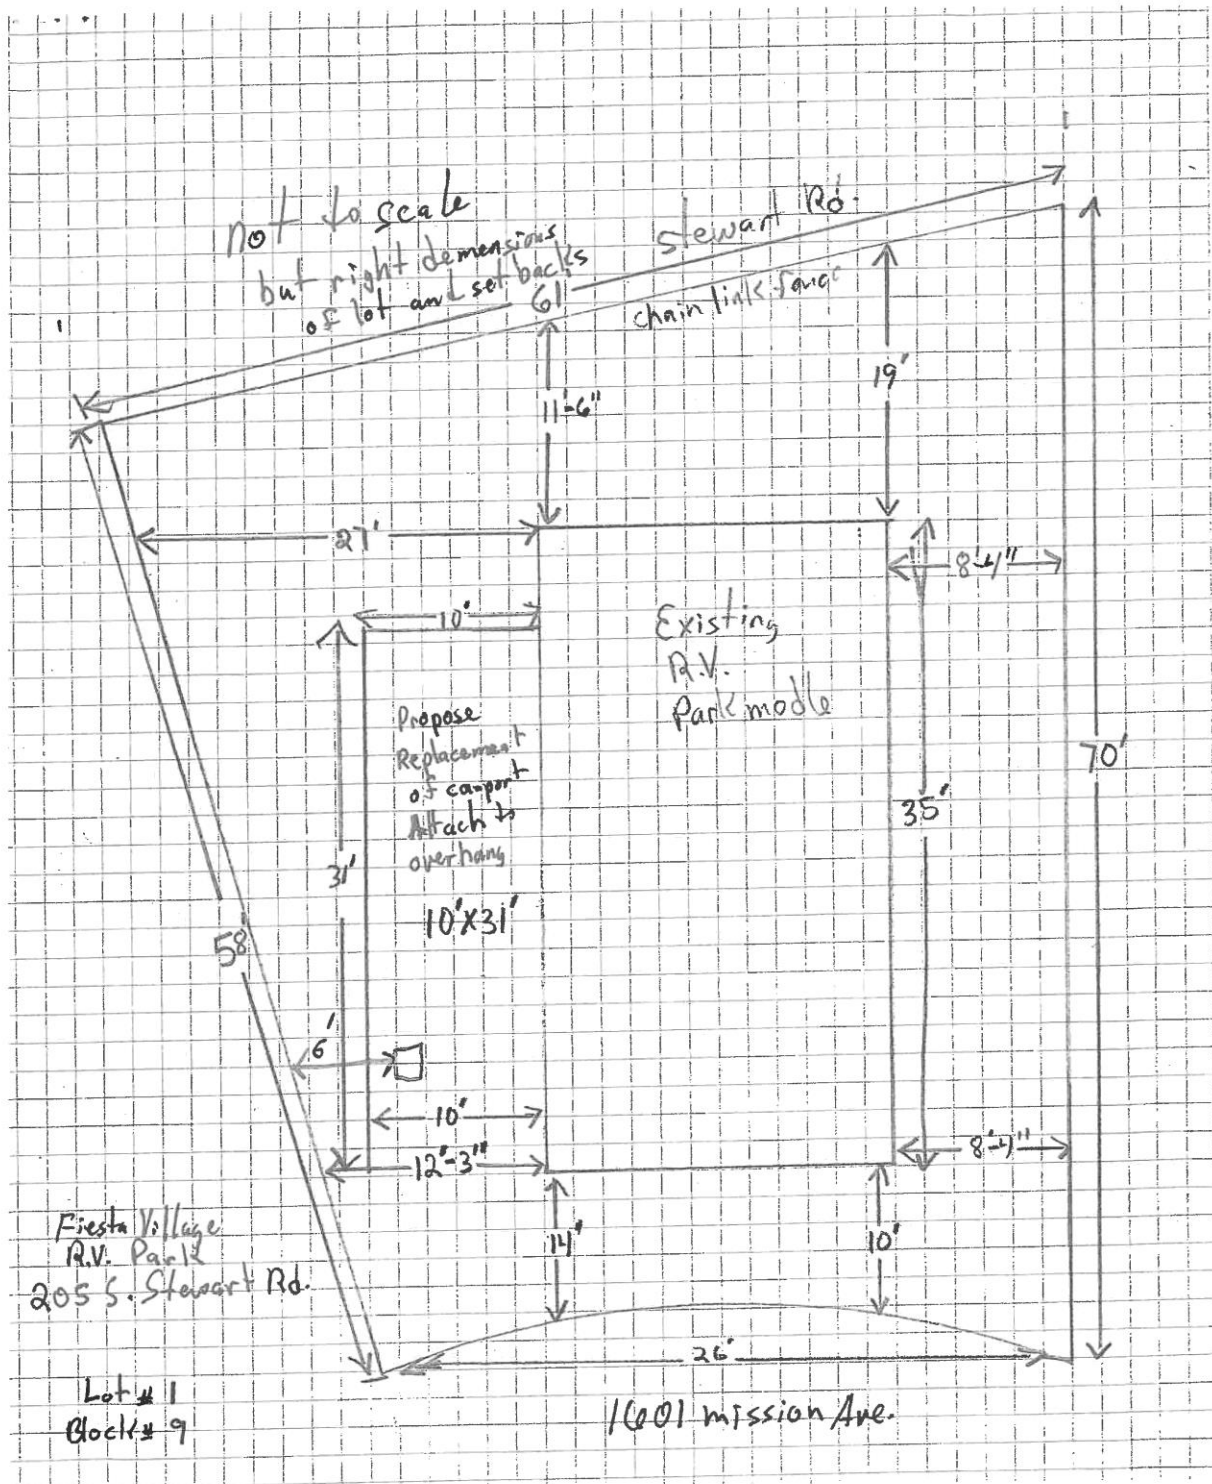 not to scale
but right demensions
of lot and set backs
61'
Stewart Rd.
chain link fange
11'-6"
19'
27'
8'-4"
10'
Existing
R.V.
Park modle
Propose
Replacement
of carport
Attach to
overhang
10'X31'
31'
35'
70'
58'
6'
10'
12'-3"
8'-4"
14'
10'
26'
Fiesta Village
R.V. Park
205 S. Stewart Rd.
Lot # 1
Block # 9
1601 mission Ave.